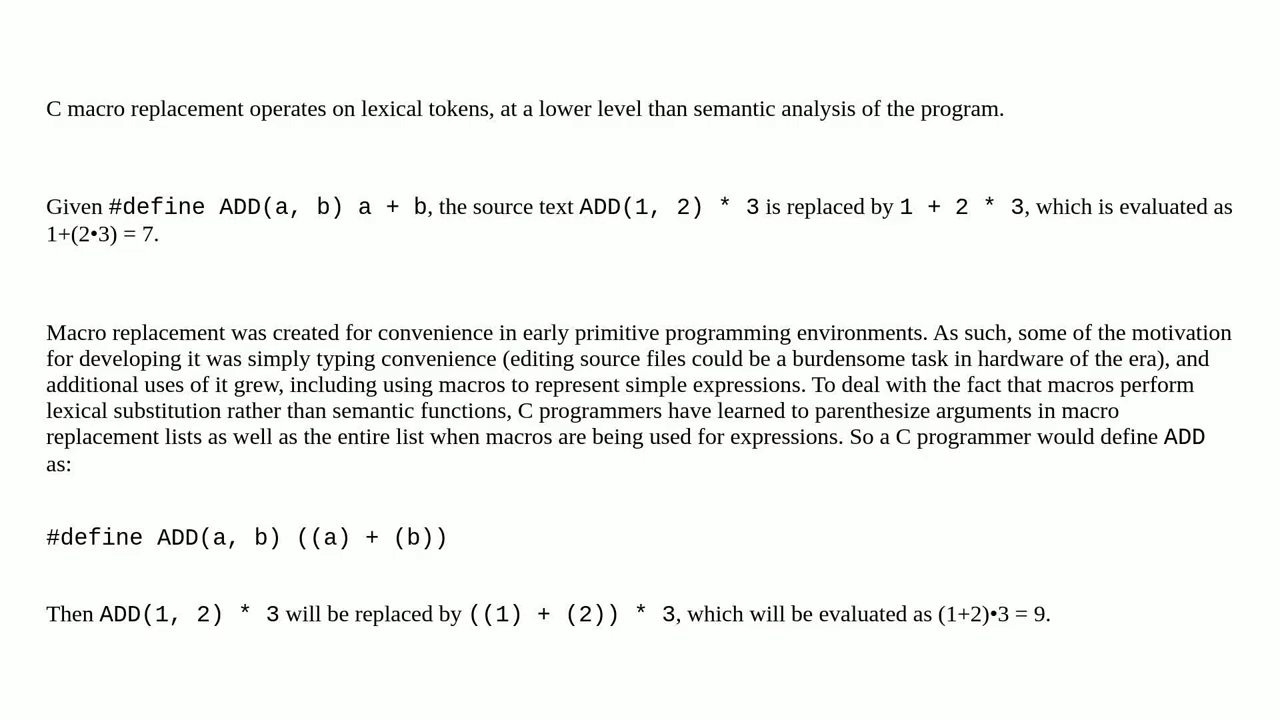 C macro replacement operates on lexical tokens, at a lower level than semantic analysis of the program.
Given #define ADD(a, b) a + b, the source text ADD(1, 2) * 3 is replaced by 1 + 2 * 3, which is evaluated as
1+(2•3) = 7.
Macro replacement was created for convenience in early primitive programming environments. As such, some of the motivation
for developing it was simply typing convenience (editing source files could be a burdensome task in hardware of the era), and
additional uses of it grew, including using macros to represent simple expressions. To deal with the fact that macros perform
lexical substitution rather than semantic functions, C programmers have learned to parenthesize arguments in macro
replacement lists as well as the entire list when macros are being used for expressions. So a C programmer would define ADD
as:
#define ADD(a, b) ((a) + (b))
Then ADD(1, 2) * 3 will be replaced by ((1) + (2)) * 3, which will be evaluated as (1+2)•3 = 9.